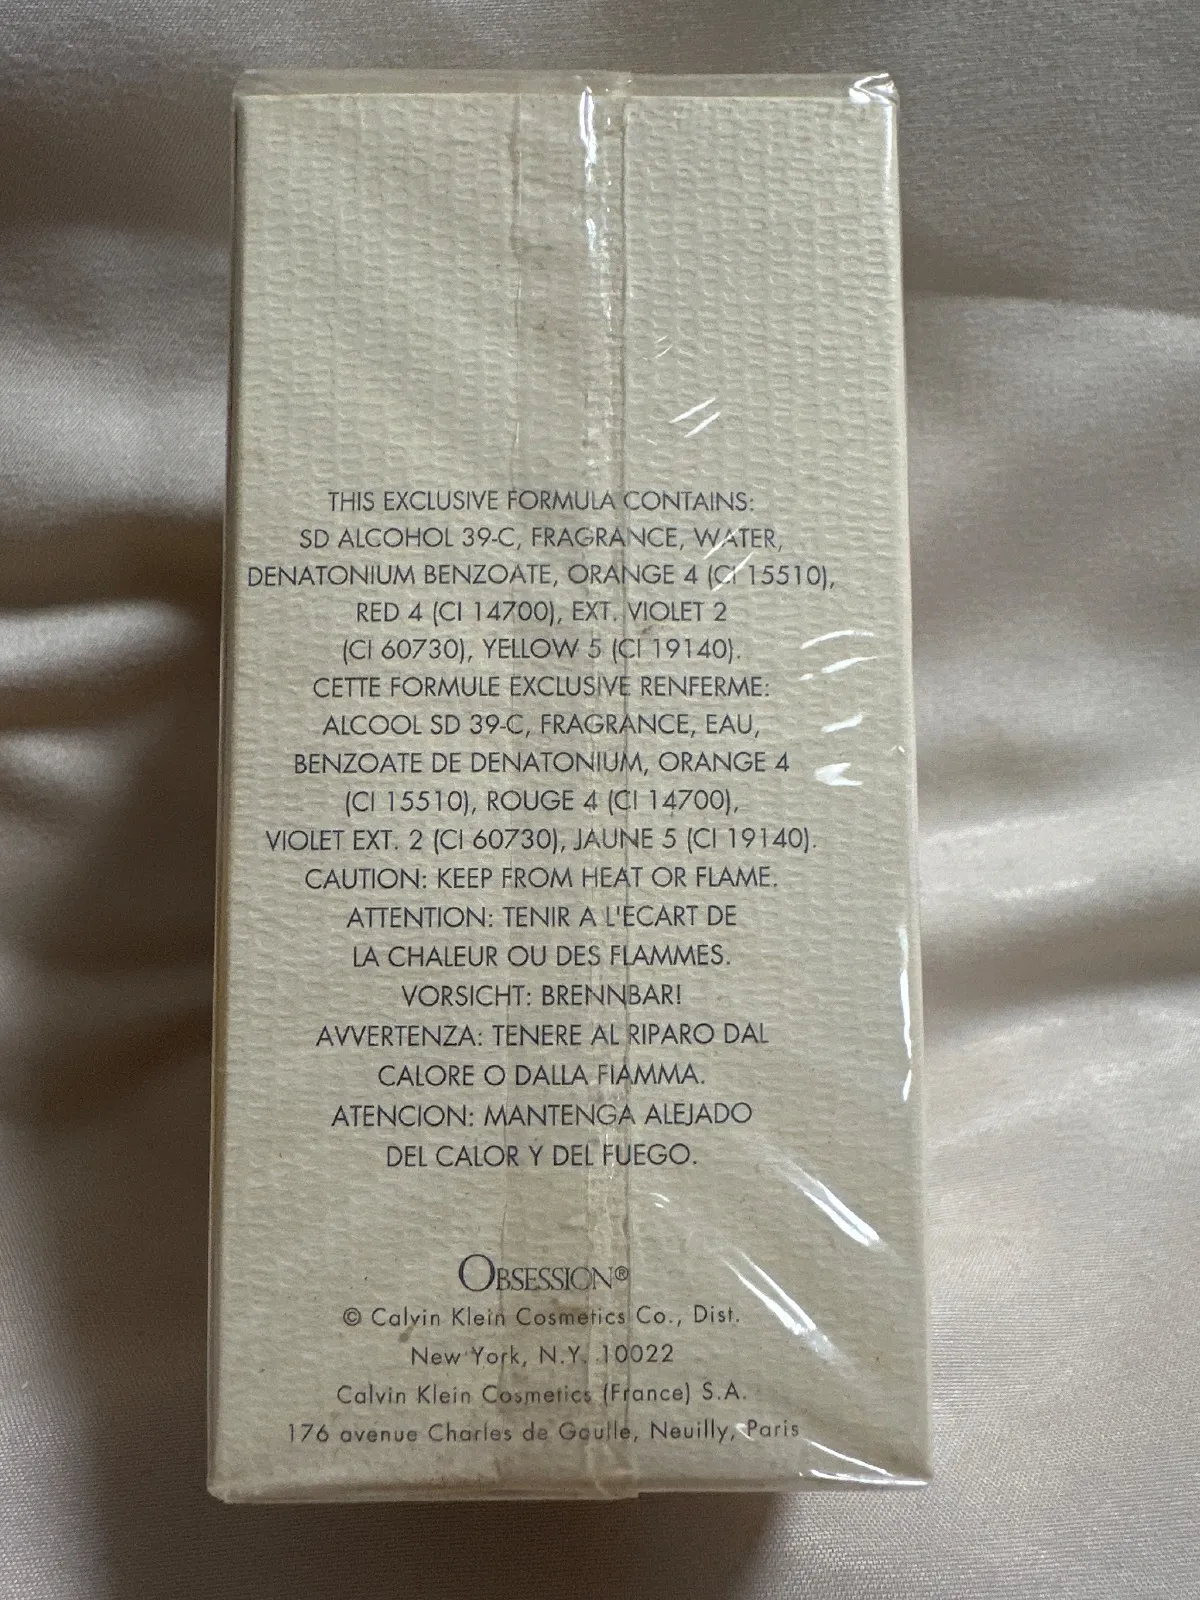 THIS EXCLUSIVE FORMULA CONTAINS:
SD ALCOHOL 39-C, FRAGRANCE, WATER,
DENATONIUM BENZOATE, ORANGE 4 (CI 15510),
RED 4 (CI 14700), EXT. VIOLET 2
(CI 60730), YELLOW 5 (CI 19140).
CETTE FORMULE EXCLUSIVE RENFERME:
ALCOOL SD 39-C, FRAGRANCE, EAU,
BENZOATE DE DENATONIUM, ORANGE 4
(CI 15510), ROUGE 4 (CI 14700),
VIOLET EXT. 2 (CI 60730), JAUNE 5 (CI 19140).
CAUTION: KEEP FROM HEAT OR FLAME.
ATTENTION: TENIR A L'ECART DE
LA CHALEUR OU DES FLAMMES.
VORSICHT: BRENNBAR!
AVVERTENZA: TENERE AL RIPARO DAL
CALORE O DALLA FIAMMA.
ATENCION: MANTENGA ALEJADO
DEL CALOR Y DEL FUEGO.
OBSESSION®
© Calvin Klein Cosmetics Co., Dist.
New York, N.Y. 10022
Calvin Klein Cosmetics (France) S.A.
176 avenue Charles de Gaulle, Neuilly, Paris